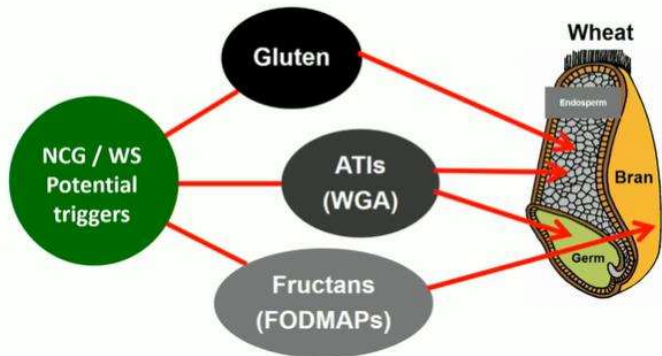 Wheat
Gluten
Endosperm
NCG / WS
Potential
triggers
ATIs
(WGA)
Bran
Germ
Fructans
(FODMAPs)